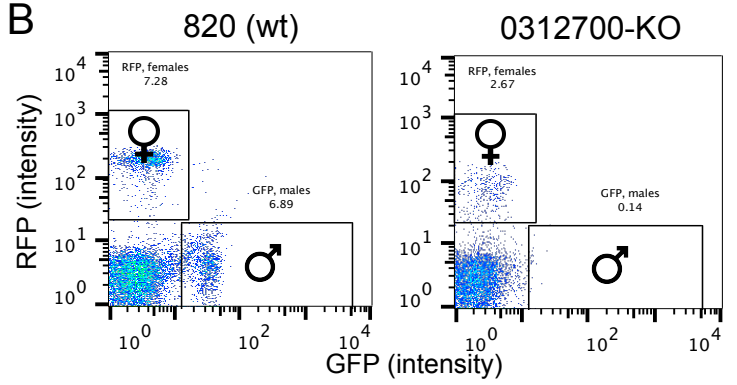 B
820 (wt)
0312700-KO
RFP (intensity)
10^4
10^3
10^2
10^1
10^0
RFP, females
7.28
♀
GFP, males
6.89
♂
10^0
10^2
10^4
10^4
10^3
10^2
10^1
10^0
RFP, females
2.67
♀
GFP, males
0.14
♂
10^0
10^2
10^4
GFP (intensity)